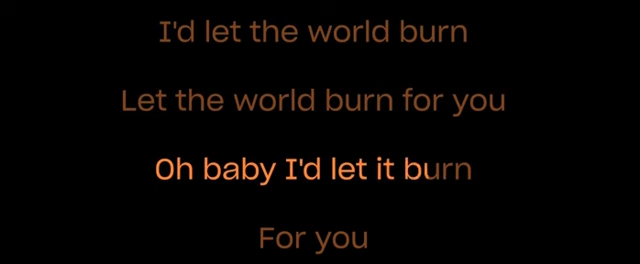 I'd let the world burn
Let the world burn for you
Oh baby I'd let it burn
For you